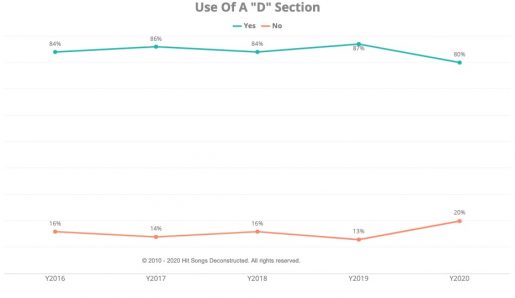 Use Of A "D" Section
Yes No
84% 86% 84% 87% 80%
16% 14% 16% 13% 20%
© 2010 - 2020 Hit Songs Deconstructed. All rights reserved.
Y2016 Y2017 Y2018 Y2019 Y2020